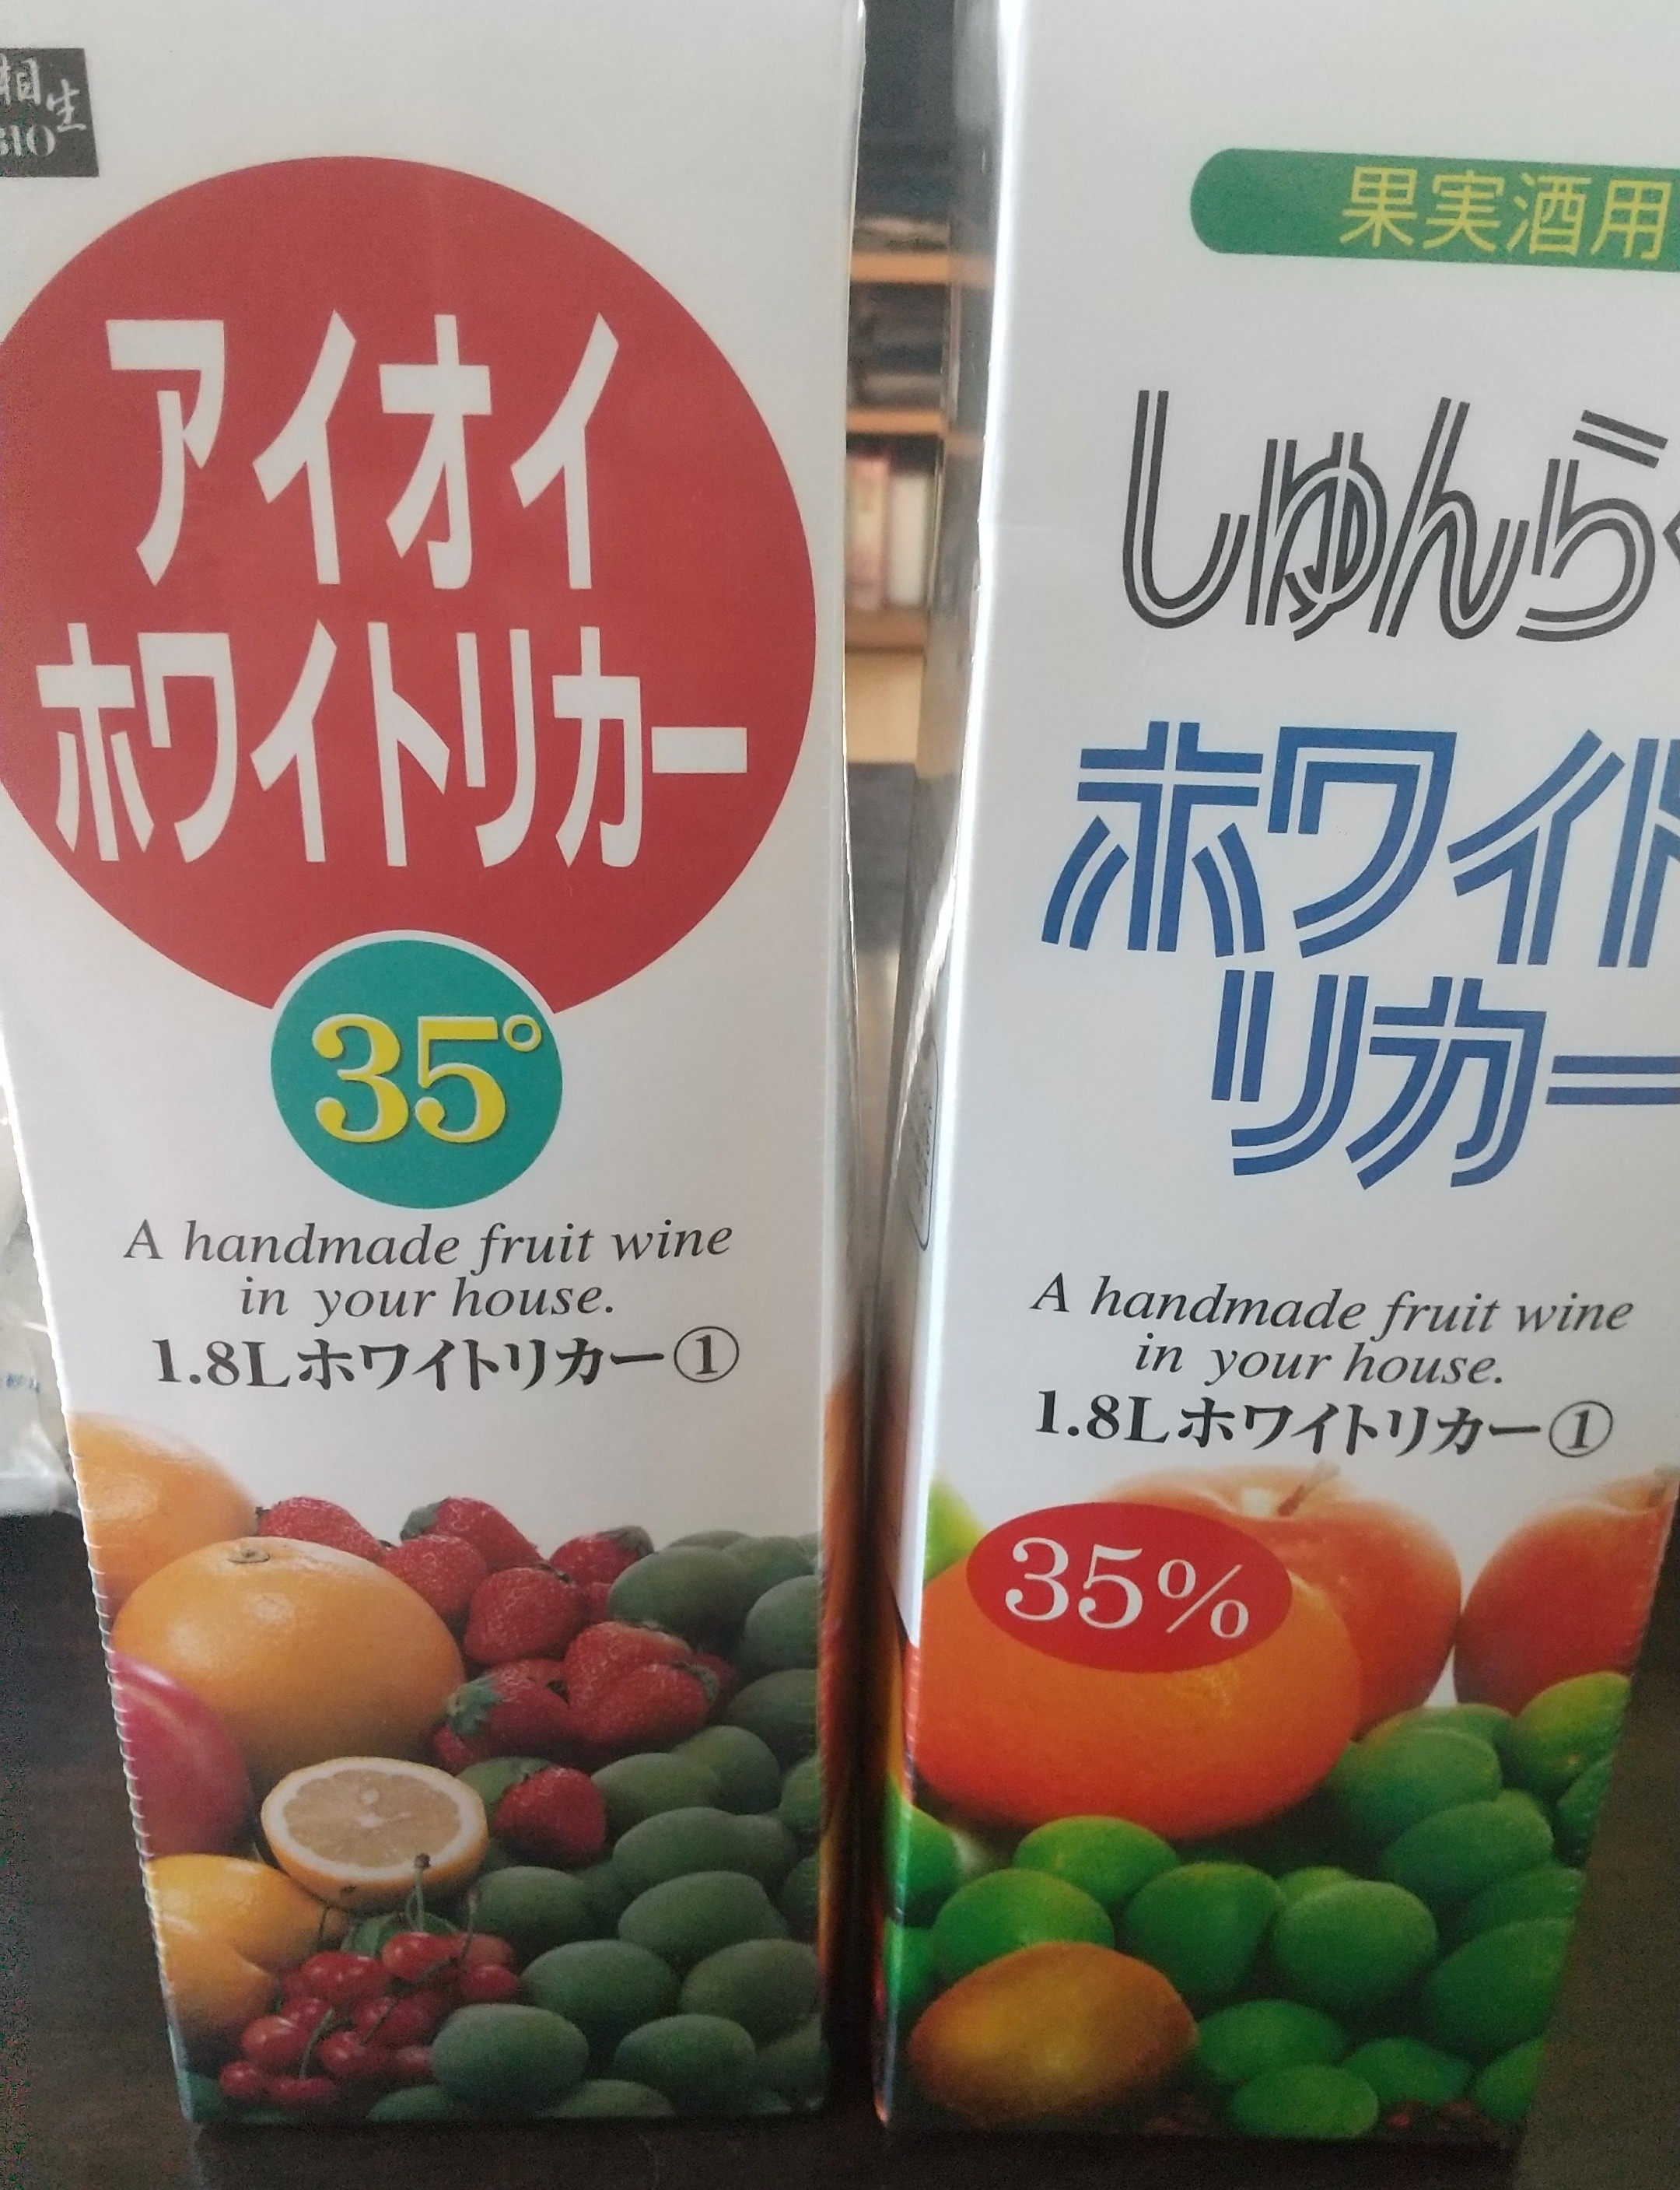 相生
アイオイ
ホワイトリカー
35°
A handmade fruit wine
in your house.
1.8Lホワイトリカー①
果実酒用
しゅんら
ホワイト
リカー
A handmade fruit wine
in your house.
1.8Lホワイトリカー①
35%